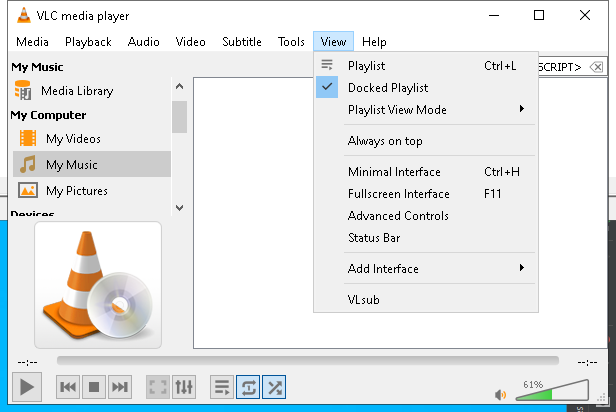 VLC media player
Media Playback Audio Video Subtitle Tools View Help
My Music
Media Library
My Computer
My Videos
My Music
My Pictures
Devices
Playlist Ctrl+L
Docked Playlist
Playlist View Mode
Always on top
Minimal Interface Ctrl+H
Fullscreen Interface F11
Advanced Controls
Status Bar
Add Interface
VLsub
SCRIPT>
--:-- --:--
61%